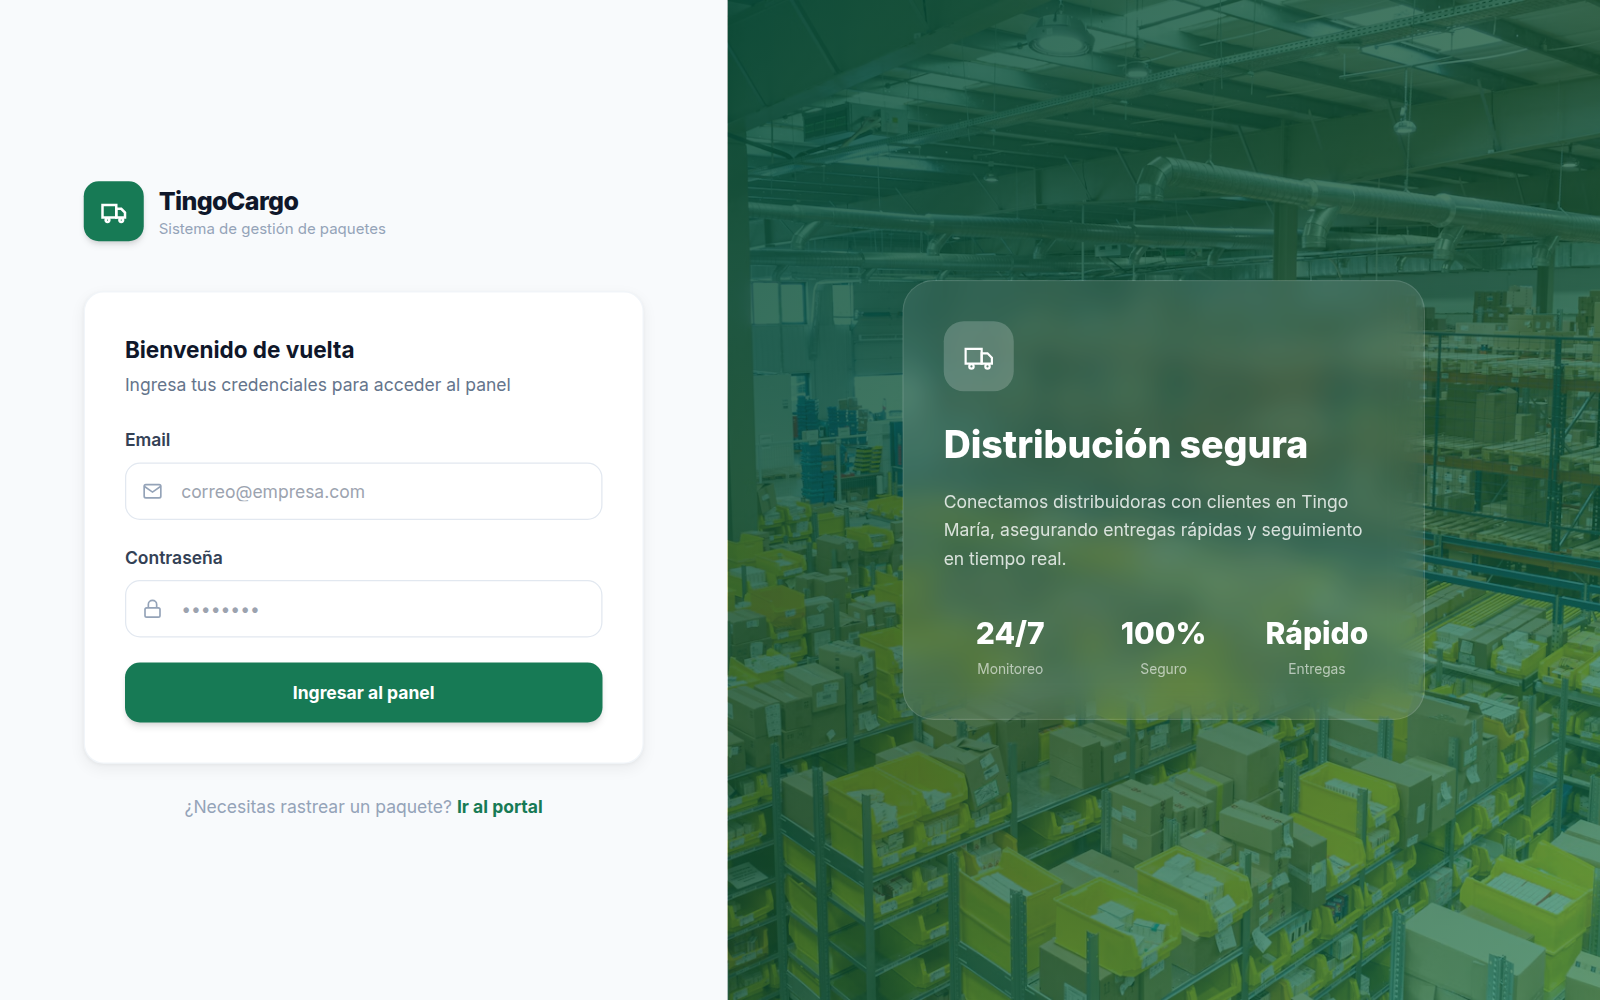 TingoCargo
Sistema de gestión de paquetes
Bienvenido de vuelta
Ingresa tus credenciales para acceder al panel
Email
correo@empresa.com
Contraseña
••••••••
Ingresar al panel
¿Necesitas rastrear un paquete? Ir al portal
Distribución segura
Conectamos distribuidoras con clientes en Tingo
María, asegurando entregas rápidas y seguimiento
en tiempo real.
24/7 100% Rápido
Monitoreo Seguro Entregas